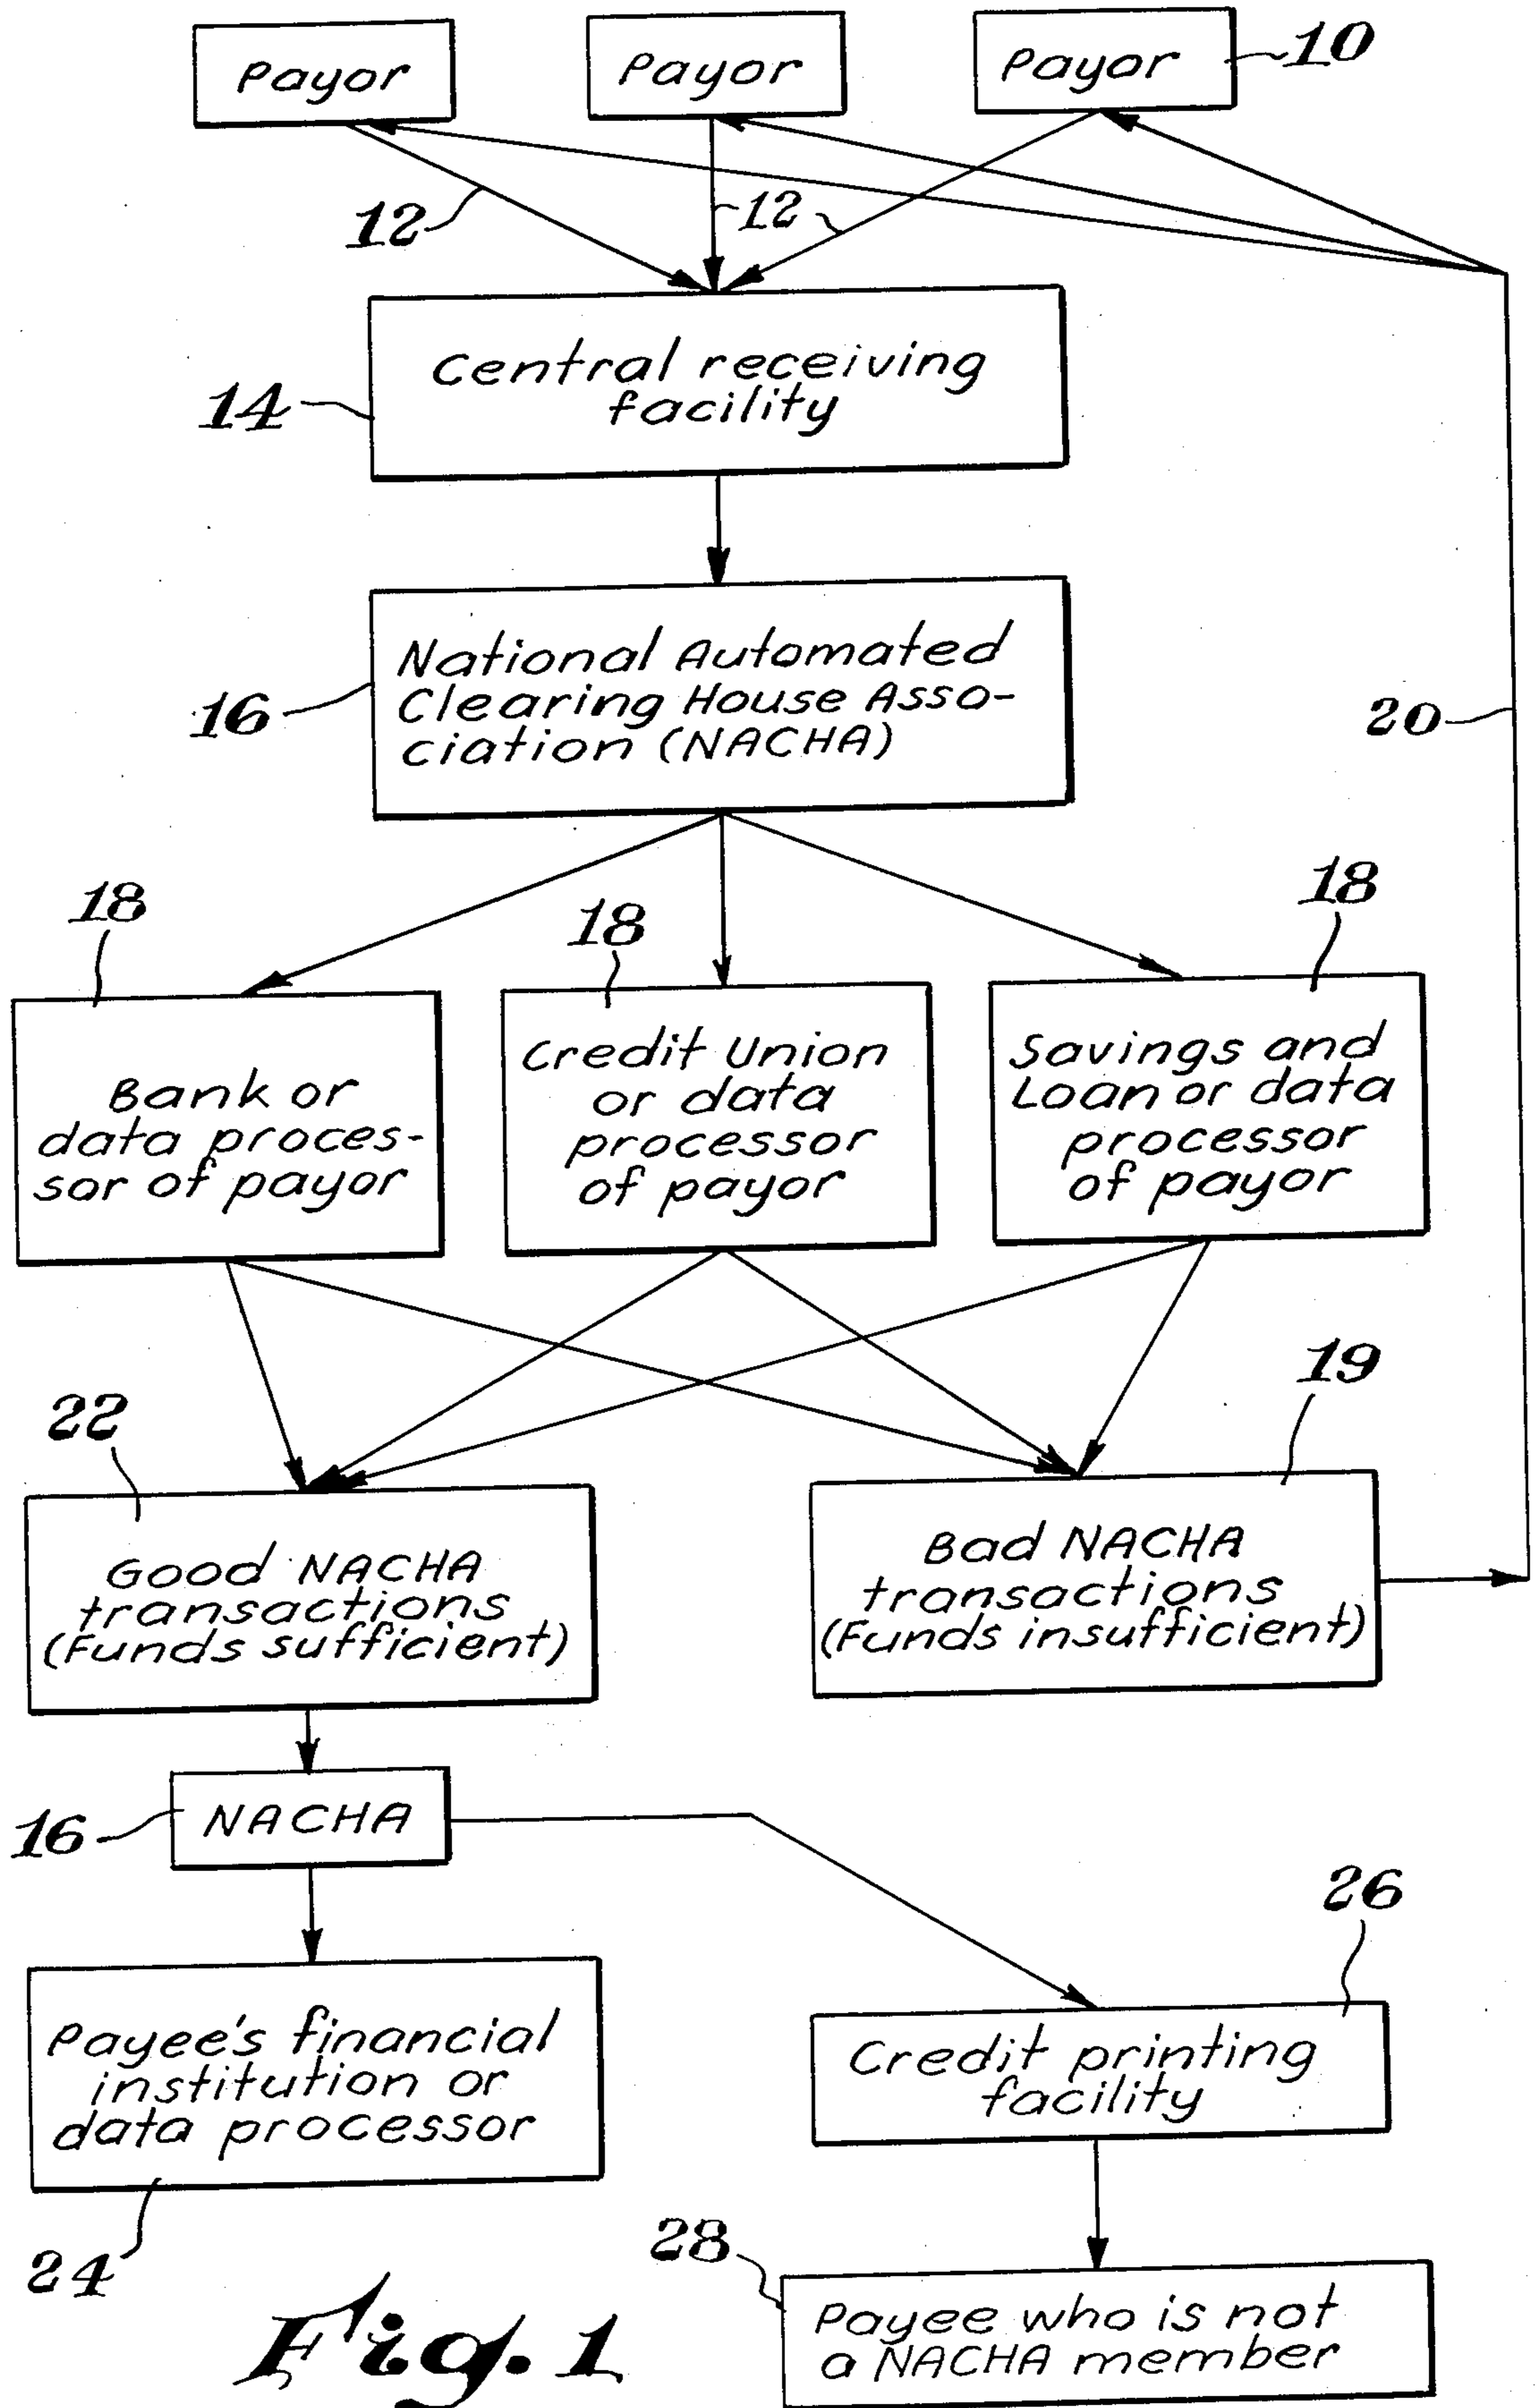 Payor
Payor
Payor
10
12
12
Central receiving
facility
14
National Automated
Clearing House Asso-
ciation (NACHA)
16
20
18
18
18
Bank or
data proces-
sor of payor
Credit Union
or data
processor
of payor
Savings and
Loan or data
processor
of payor
22
19
Good NACHA
transactions
(Funds sufficient)
Bad NACHA
transactions
(Funds insufficient)
16
NACHA
26
Payee's financial
institution or
data processor
Credit printing
facility
24
28
Payee who is not
a NACHA member
Fig. 1